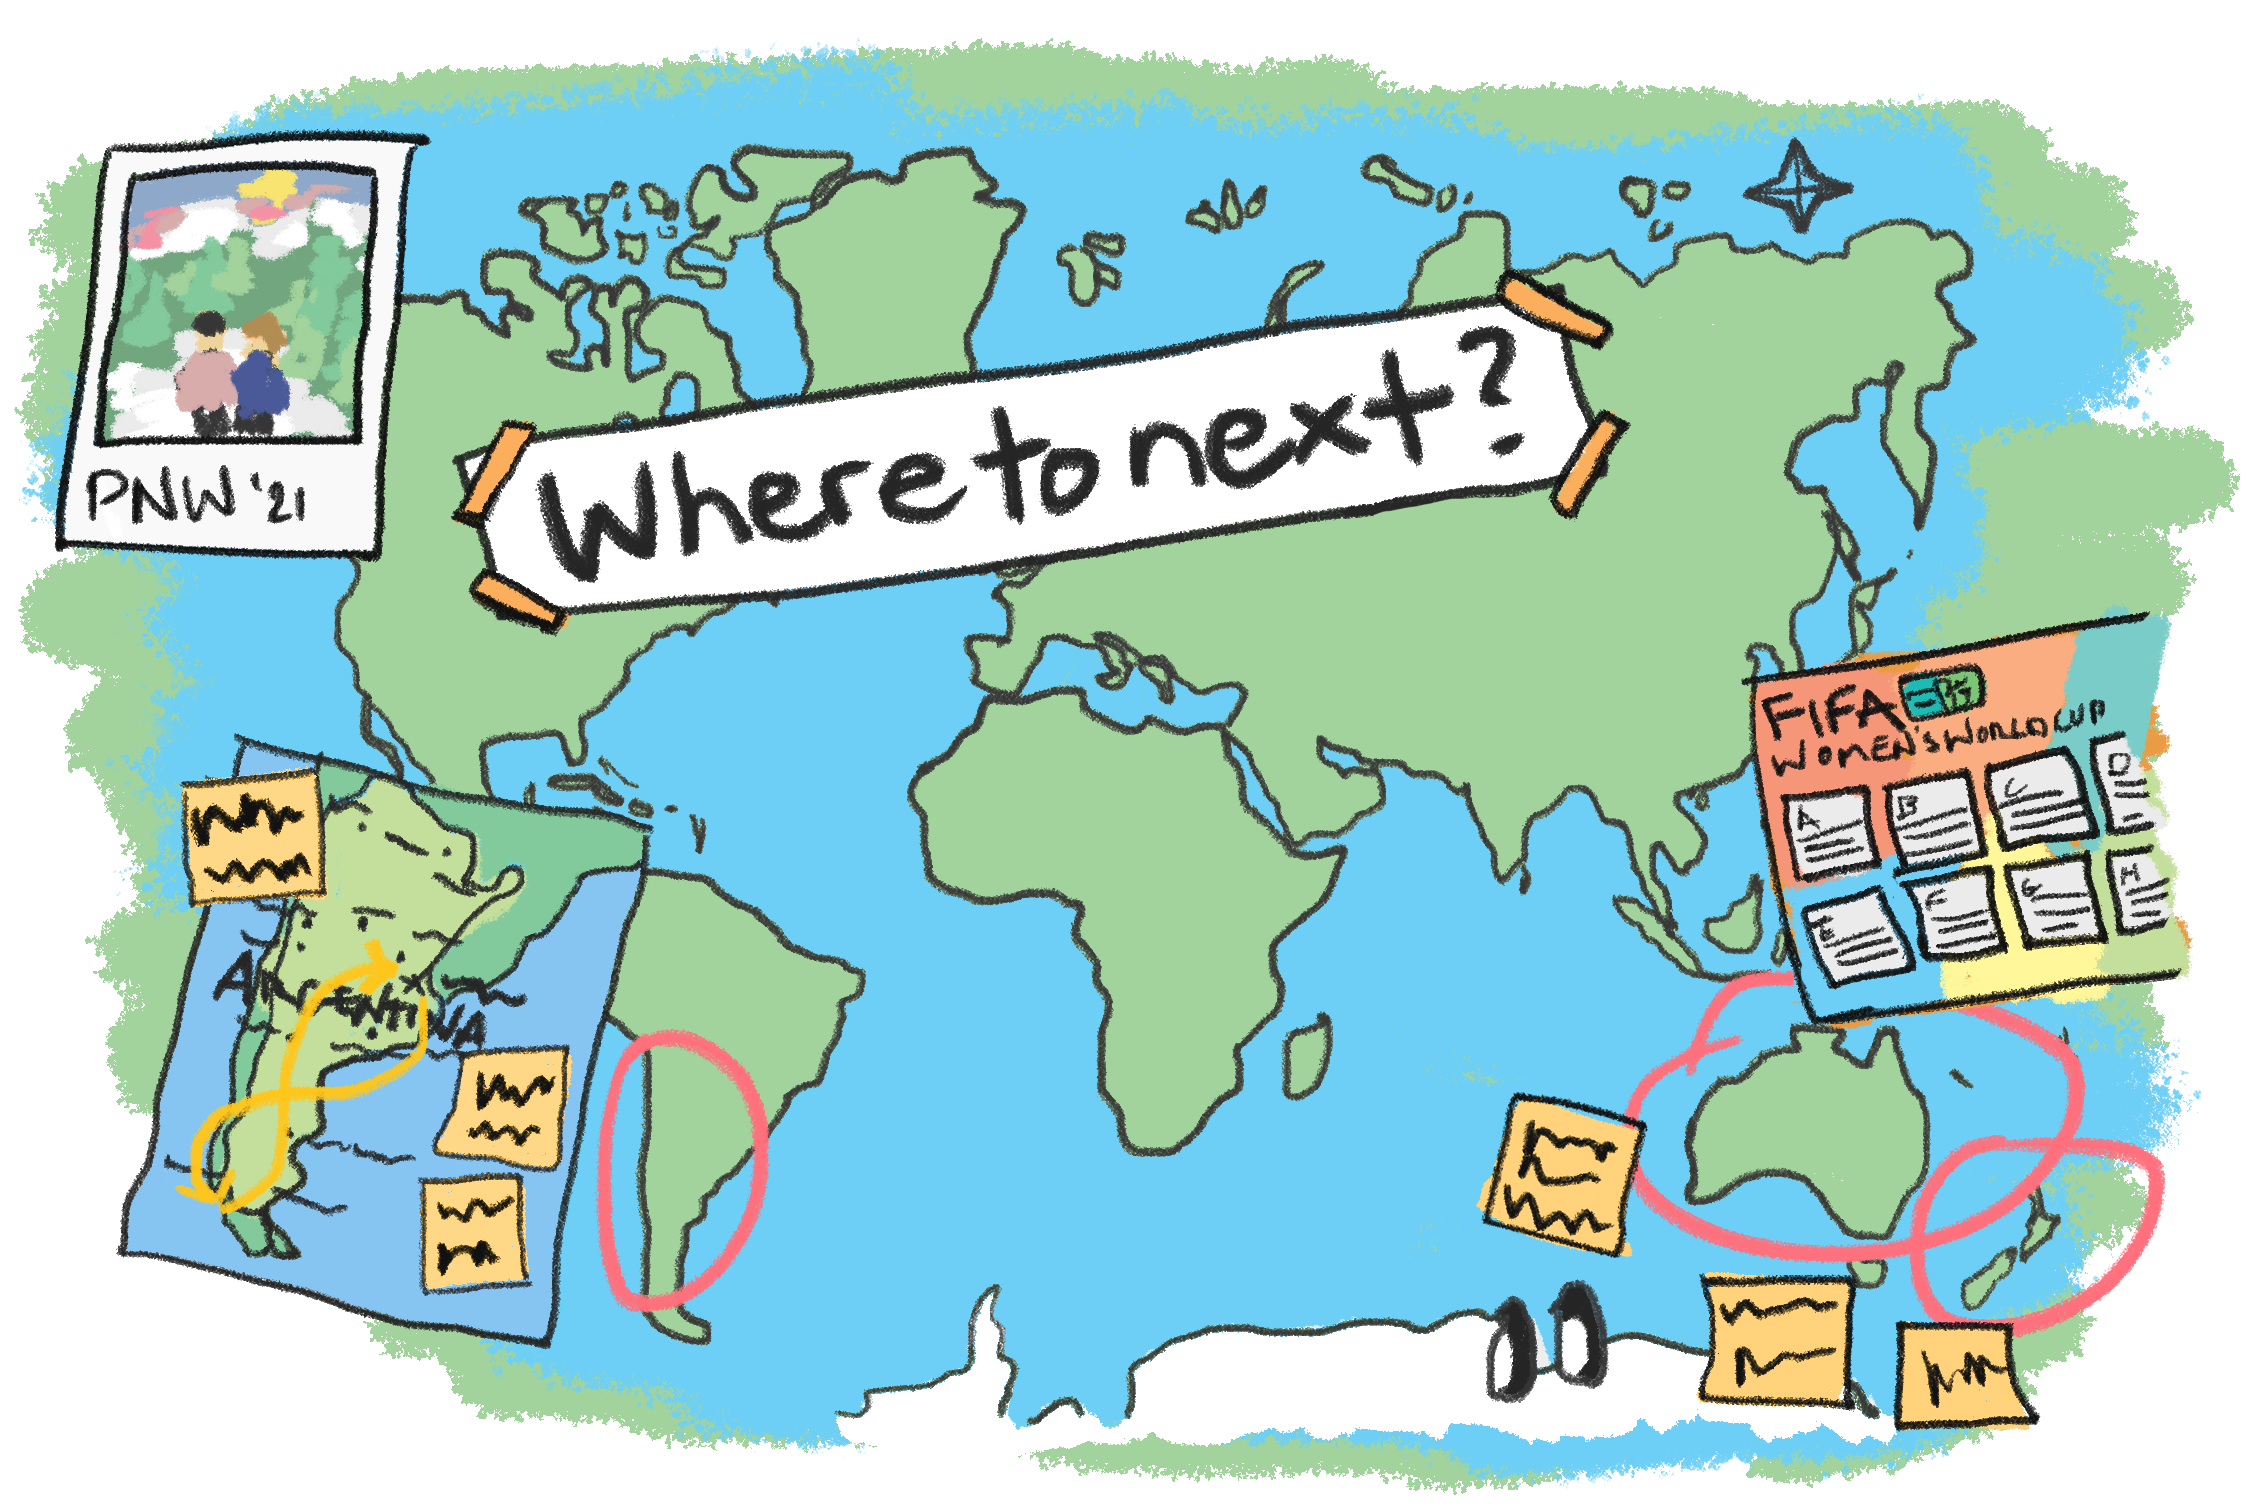 Where to next?
PNW '21
ARGENTINA
FIFA
WOMEN'S WORLD CUP
A
B
C
D
E
F
G
H